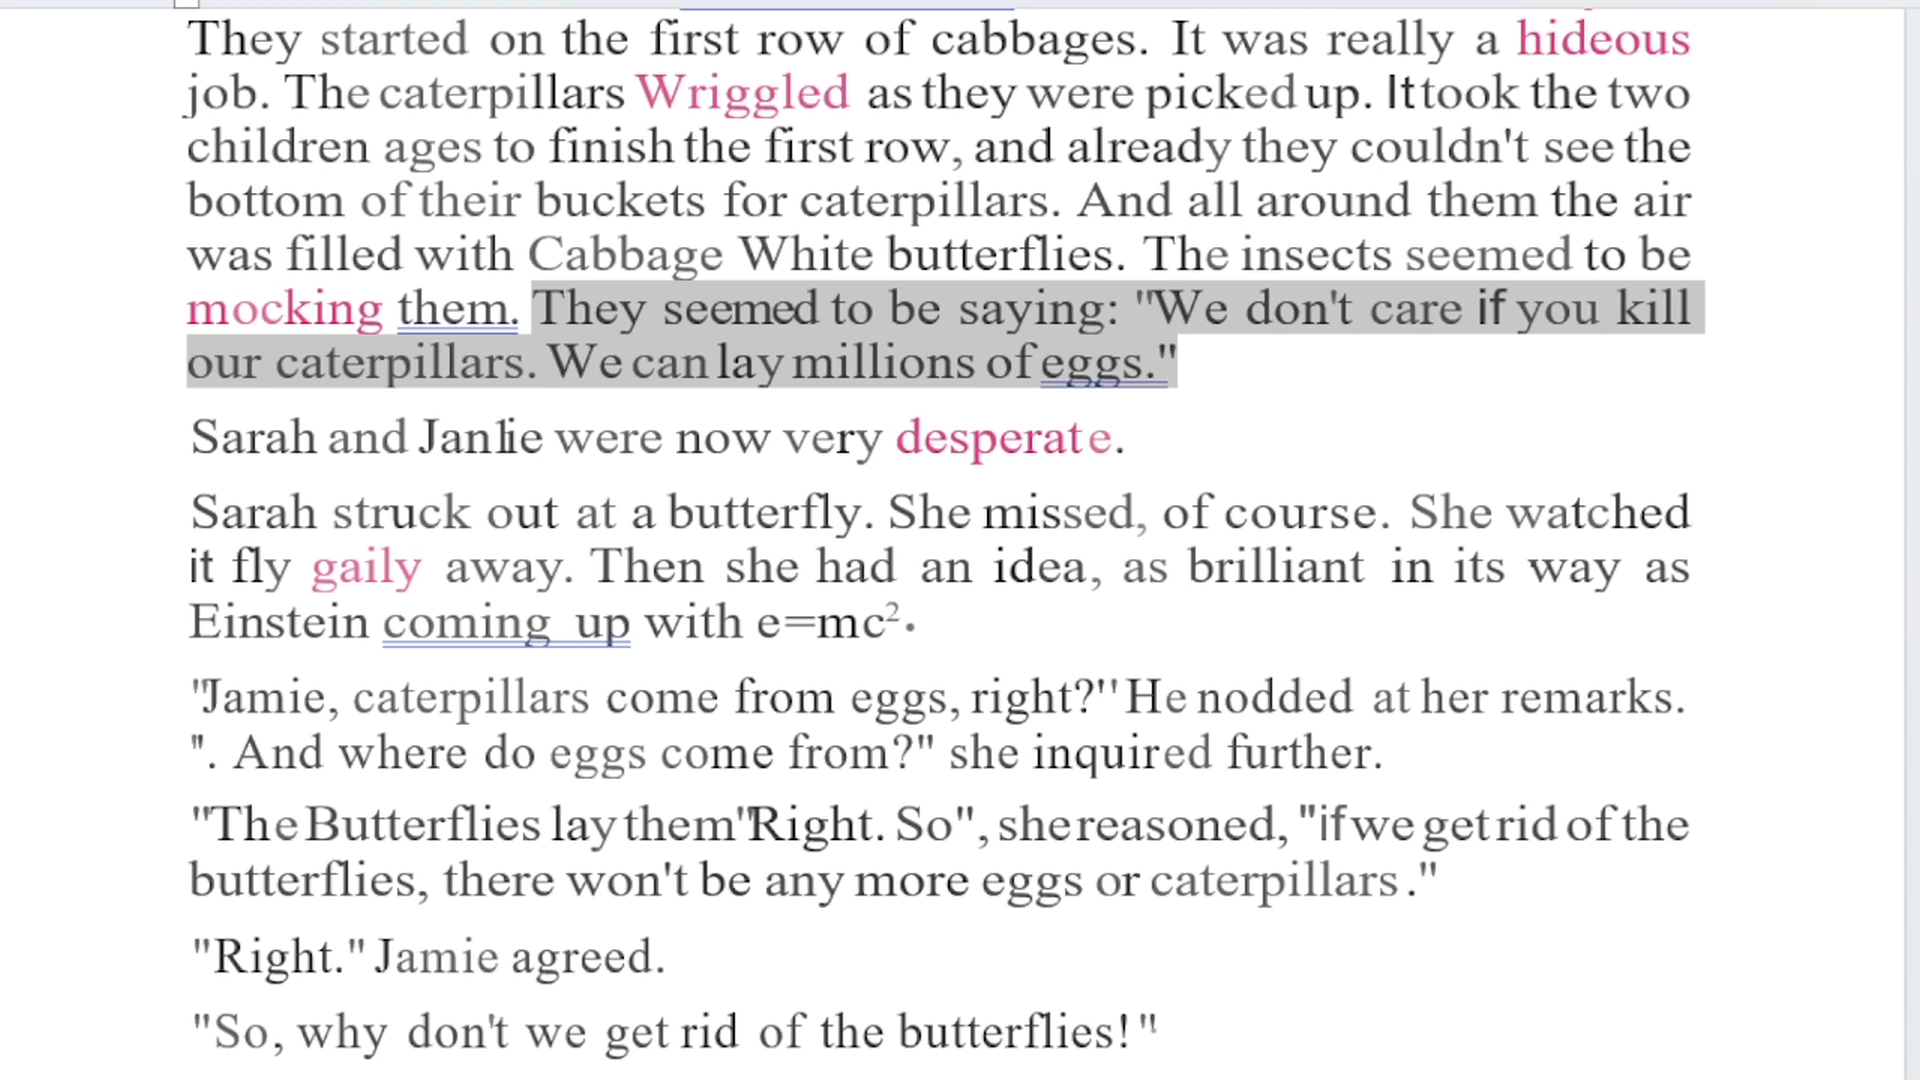 They started on the first row of cabbages. It was really a hideous
job. The caterpillars Wriggled as they were picked up. It took the two
children ages to finish the first row, and already they couldn't see the
bottom of their buckets for caterpillars. And all around them the air
was filled with Cabbage White butterflies. The insects seemed to be
mocking them. They seemed to be saying: "We don't care if you kill
our caterpillars. We can lay millions of eggs."
Sarah and Janlie were now very desperate.
Sarah struck out at a butterfly. She missed, of course. She watched
it fly gaily away. Then she had an idea, as brilliant in its way as
Einstein coming up with e=mc².
"Jamie, caterpillars come from eggs, right?'' He nodded at her remarks.
". And where do eggs come from?" she inquired further.
"The Butterflies lay them"Right. So", she reasoned, "if we get rid of the
butterflies, there won't be any more eggs or caterpillars ."
"Right." Jamie agreed.
"So, why don't we get rid of the butterflies! "